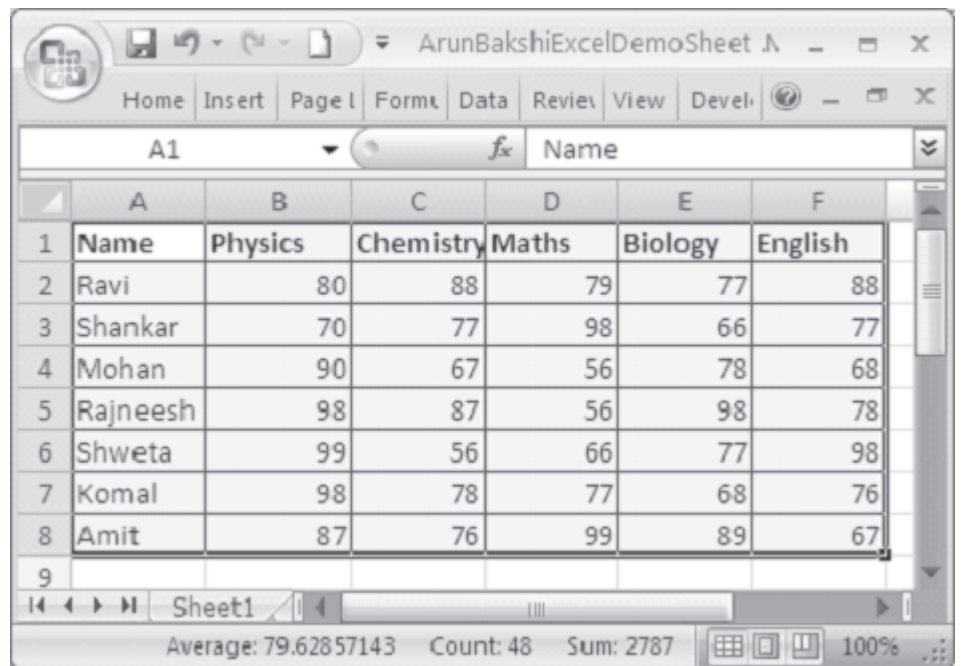 ArunBakshiExcelDemoSheet .
Home Insert Page l Formu Data Review View Devel
A1 fx Name
A B C D E F
1 Name Physics Chemistry Maths Biology English
2 Ravi 80 88 79 77 88
3 Shankar 70 77 98 66 77
4 Mohan 90 67 56 78 68
5 Rajneesh 98 87 56 98 78
6 Shweta 99 56 66 77 98
7 Komal 98 78 77 68 76
8 Amit 87 76 99 89 67
9
Sheet1
Average: 79.62857143 Count: 48 Sum: 2787 100%